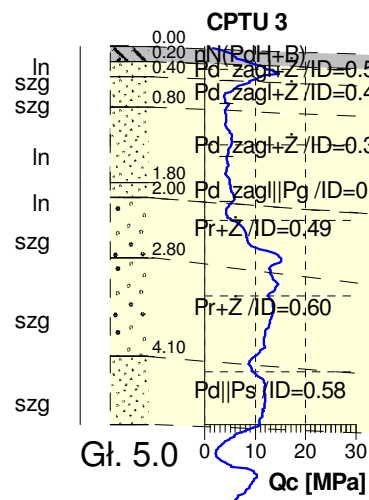 CPTU 3
0.00
nN(PdH+B)
0.20
ln
0.40
Pd zagl+Ż /ID=0.5
szg
Pd zagl+Ż /ID=0.4
szg
0.80
Pd zagl+Ż /ID=0.3
ln
1.80
Pd zagl||Pg /ID=0
ln
2.00
Pr+Ż /ID=0.49
szg
2.80
Pr+Ż /ID=0.60
szg
4.10
Pd||Ps /ID=0.58
szg
Gł. 5.0
0 10 20 30
Qc [MPa]